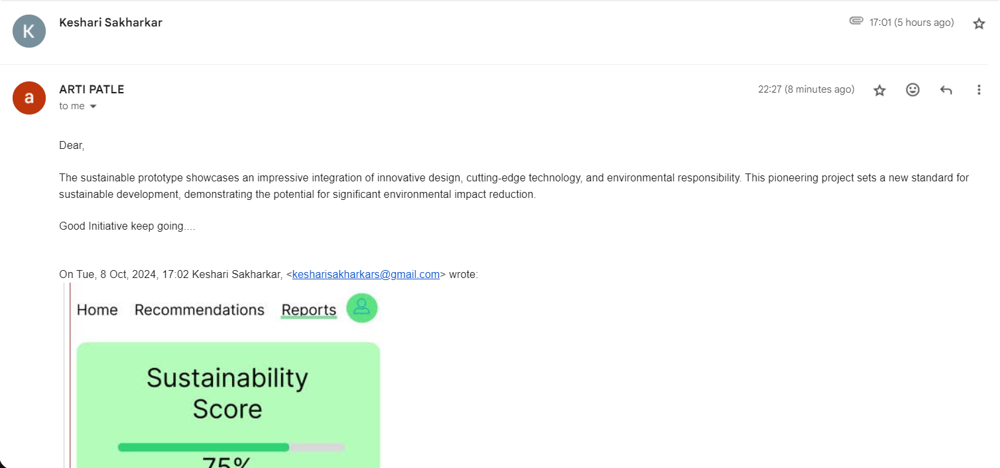 K
Keshari Sakharkar
17:01 (5 hours ago)
a
ARTI PATLE
22:27 (8 minutes ago)
to me
Dear,
The sustainable prototype showcases an impressive integration of innovative design, cutting-edge technology, and environmental responsibility. This pioneering project sets a new standard for
sustainable development, demonstrating the potential for significant environmental impact reduction.
Good Initiative keep going....
On Tue, 8 Oct, 2024, 17:02 Keshari Sakharkar, <kesharisakharkars@gmail.com> wrote:
Home Recommendations Reports
Sustainability
Score
75%